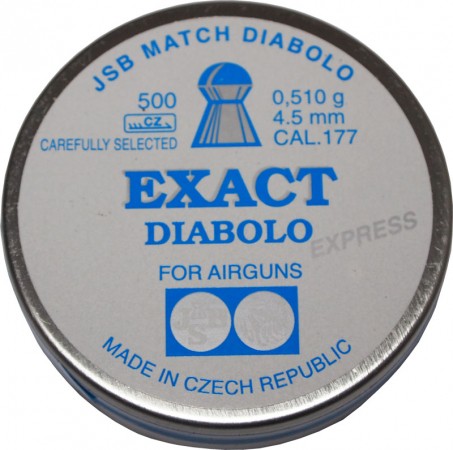 JSB MATCH DIABOLO
500
CZ
CAREFULLY SELECTED
0,510 g
4.5 mm
CAL.177
EXACT
DIABOLO
EXPRESS
FOR AIRGUNS
JSB
MADE IN CZECH REPUBLIC